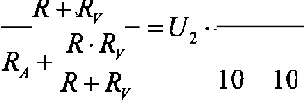 R + R_V
R_A + R · R_V / R + R_V = U_2 ·
10 10